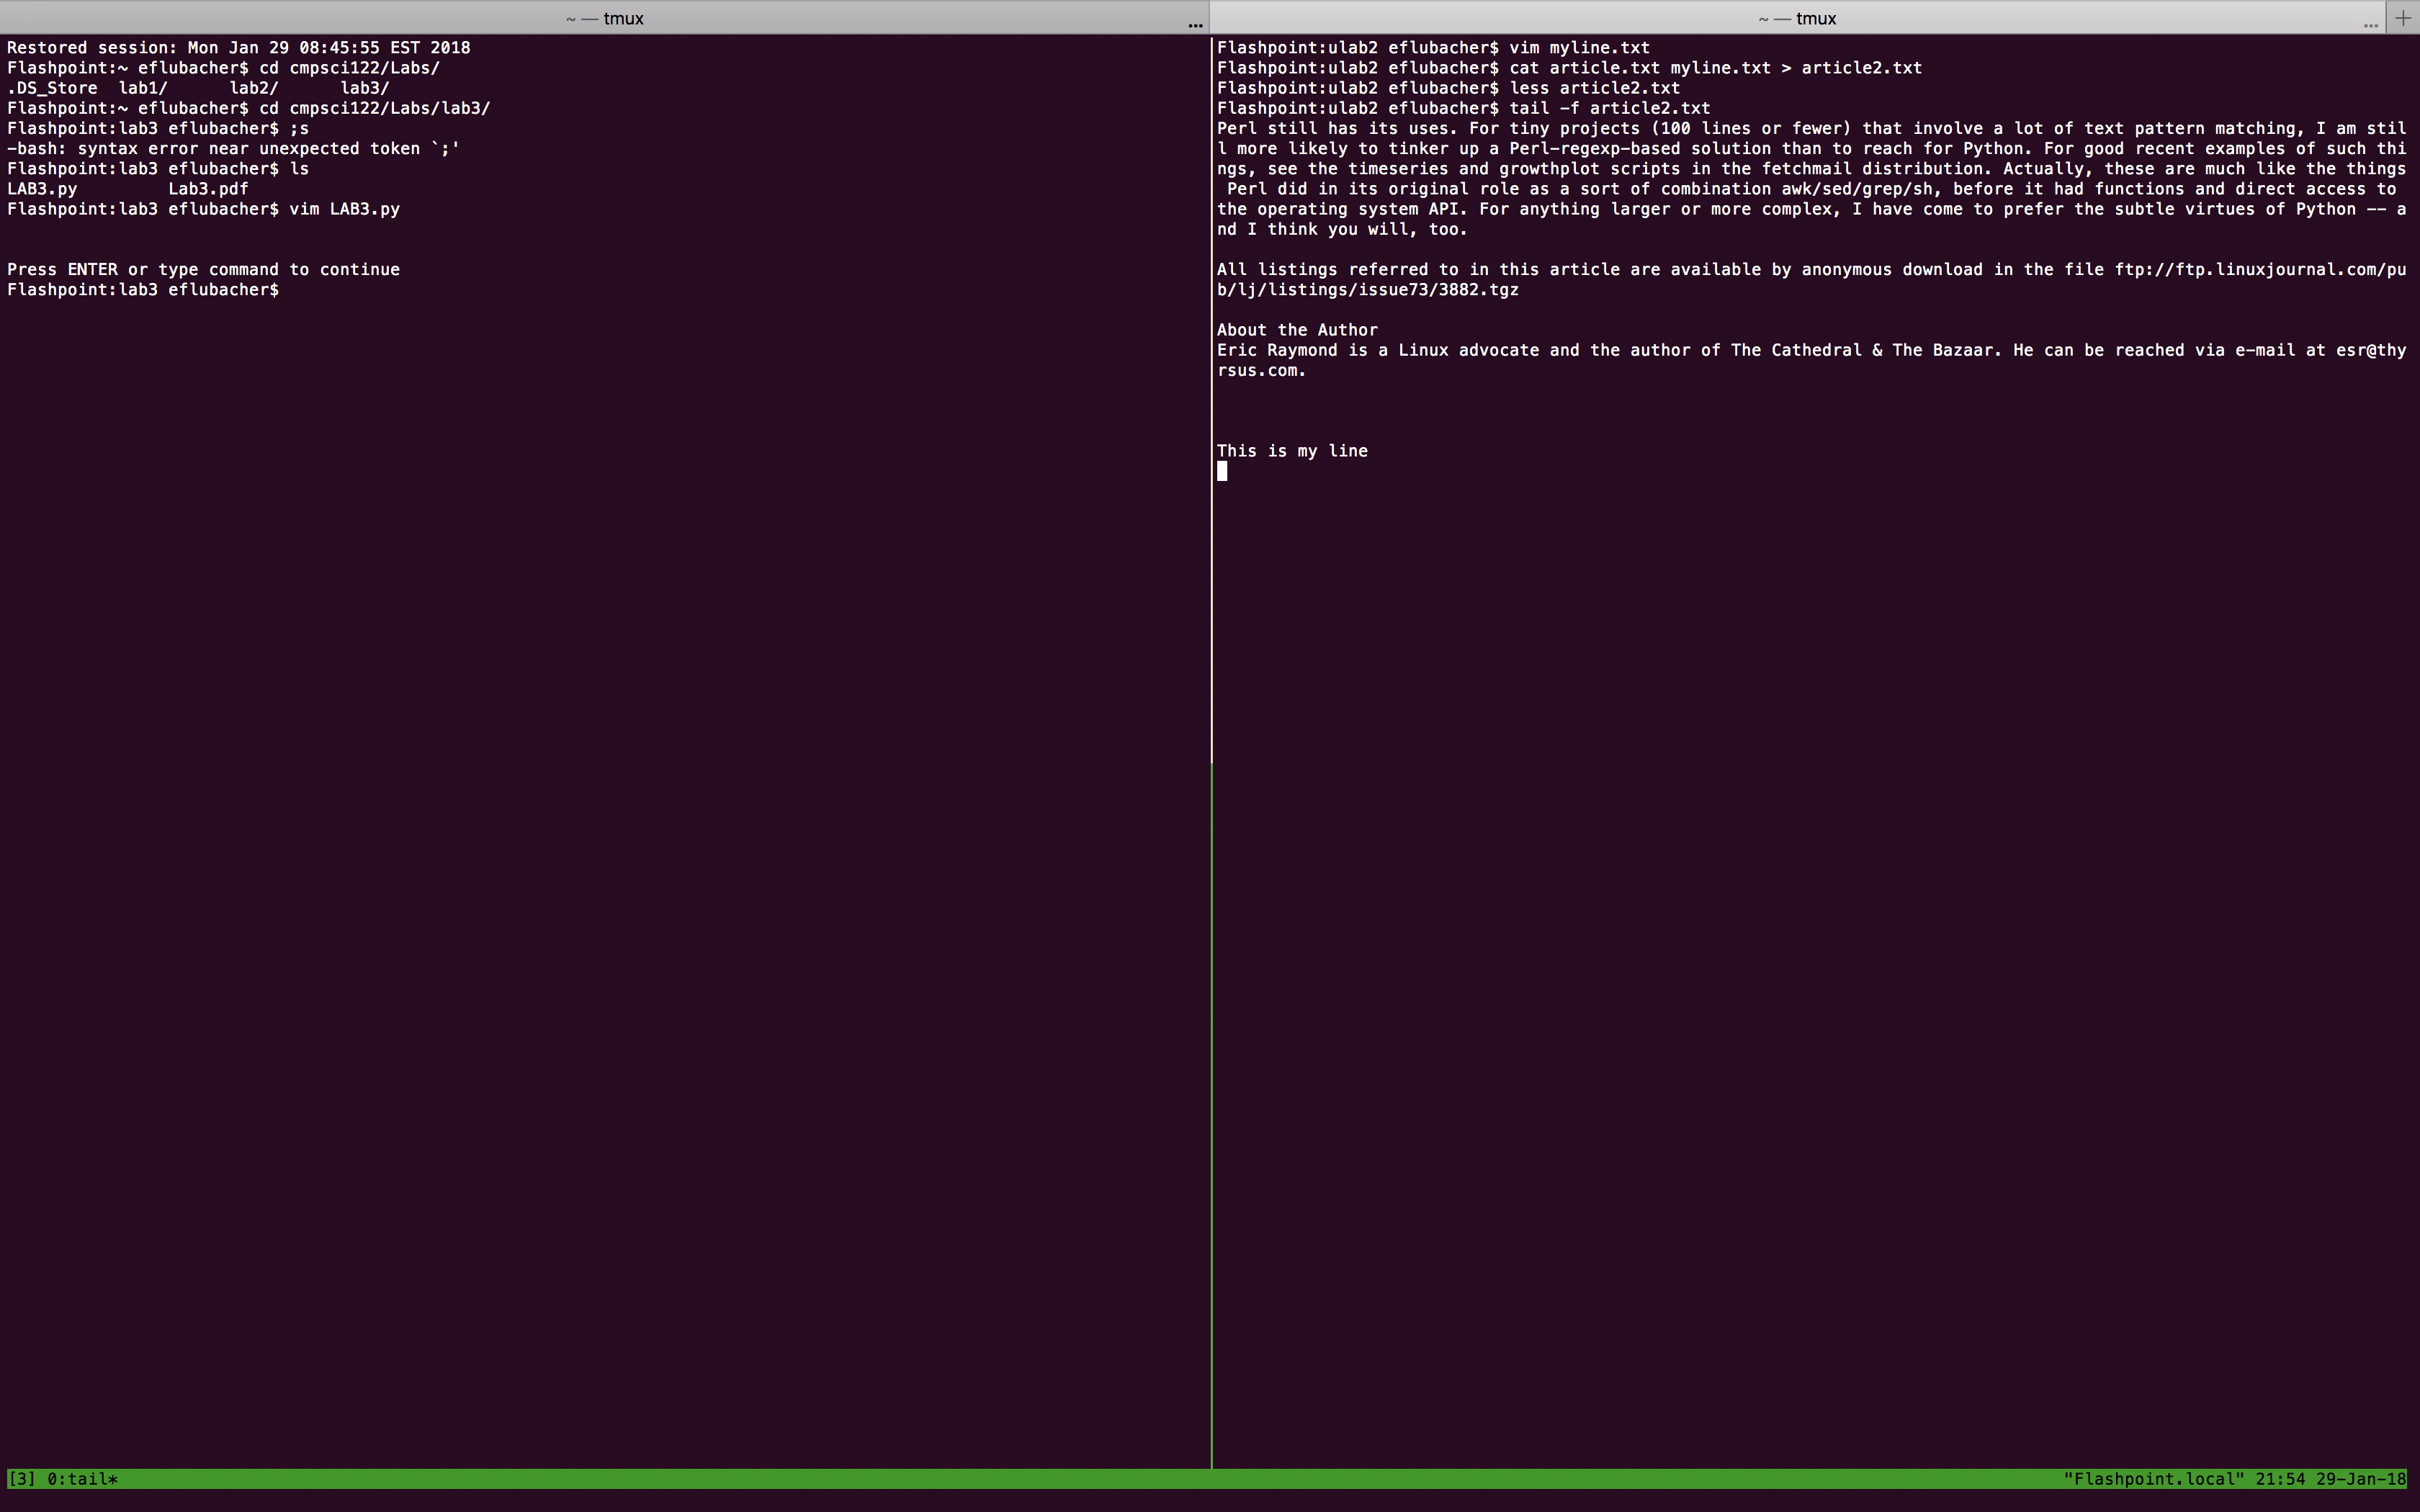 ~ — tmux
...
~ — tmux
...
+
Restored session: Mon Jan 29 08:45:55 EST 2018
Flashpoint:~ eflubacher$ cd cmpsci122/Labs/
.DS_Store  lab1/      lab2/      lab3/
Flashpoint:~ eflubacher$ cd cmpsci122/Labs/lab3/
Flashpoint:lab3 eflubacher$ ;s
-bash: syntax error near unexpected token `;'
Flashpoint:lab3 eflubacher$ ls
LAB3.py         Lab3.pdf
Flashpoint:lab3 eflubacher$ vim LAB3.py
Press ENTER or type command to continue
Flashpoint:lab3 eflubacher$
Flashpoint:ulab2 eflubacher$ vim myline.txt
Flashpoint:ulab2 eflubacher$ cat article.txt myline.txt > article2.txt
Flashpoint:ulab2 eflubacher$ less article2.txt
Flashpoint:ulab2 eflubacher$ tail -f article2.txt
Perl still has its uses. For tiny projects (100 lines or fewer) that involve a lot of text pattern matching, I am stil
l more likely to tinker up a Perl-regexp-based solution than to reach for Python. For good recent examples of such thi
ngs, see the timeseries and growthplot scripts in the fetchmail distribution. Actually, these are much like the things
 Perl did in its original role as a sort of combination awk/sed/grep/sh, before it had functions and direct access to
the operating system API. For anything larger or more complex, I have come to prefer the subtle virtues of Python -- a
nd I think you will, too.
All listings referred to in this article are available by anonymous download in the file ftp://ftp.linuxjournal.com/pu
b/lj/listings/issue73/3882.tgz
About the Author
Eric Raymond is a Linux advocate and the author of The Cathedral & The Bazaar. He can be reached via e-mail at esr@thy
rsus.com.
This is my line
[3] 0:tail*
"Flashpoint.local" 21:54 29-Jan-18